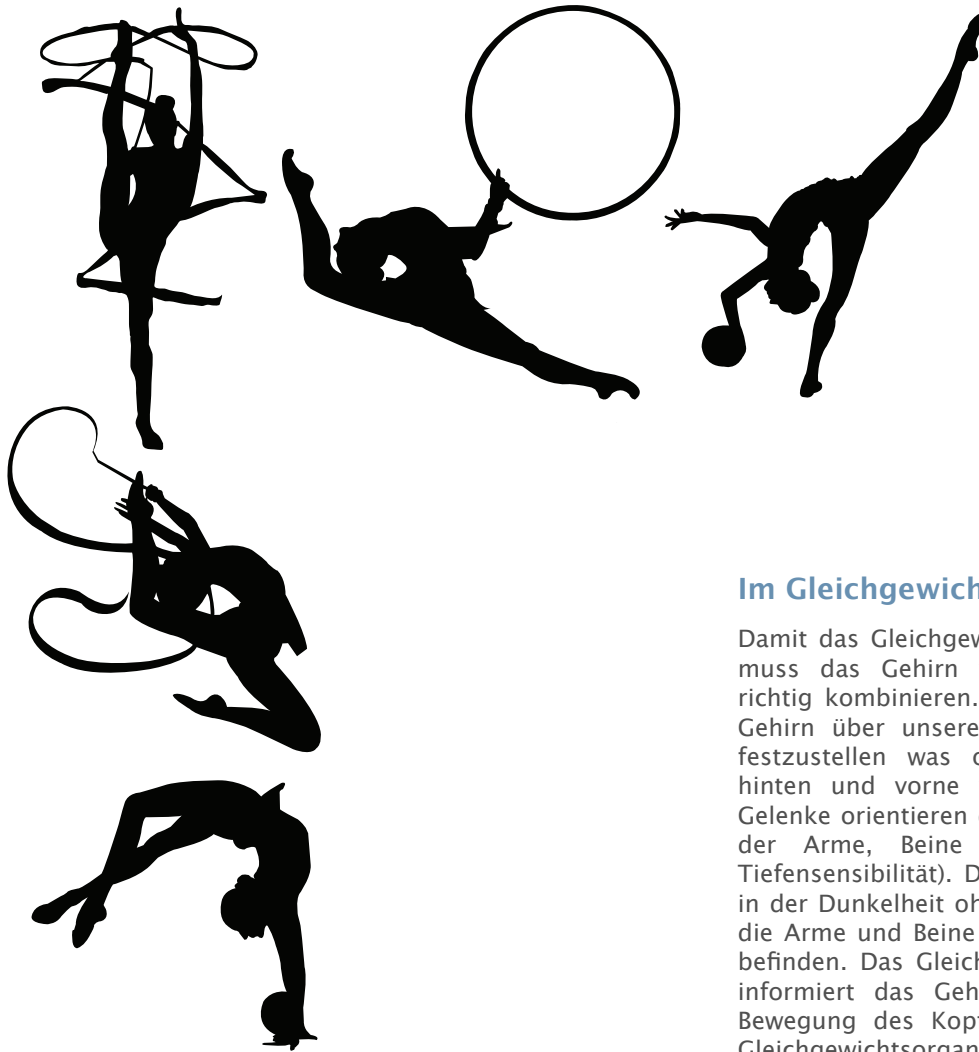 Im Gleichgewich
Damit das Gleichgew
muss das Gehirn
richtig kombinieren.
Gehirn über unsere
festzustellen was o
hinten und vorne
Gelenke orientieren
der Arme, Beine
Tiefensensibilität). D
in der Dunkelheit oh
die Arme und Beine
befinden. Das Gleich
informiert das Geh
Bewegung des Kopf
Gleichgewichtsorgan